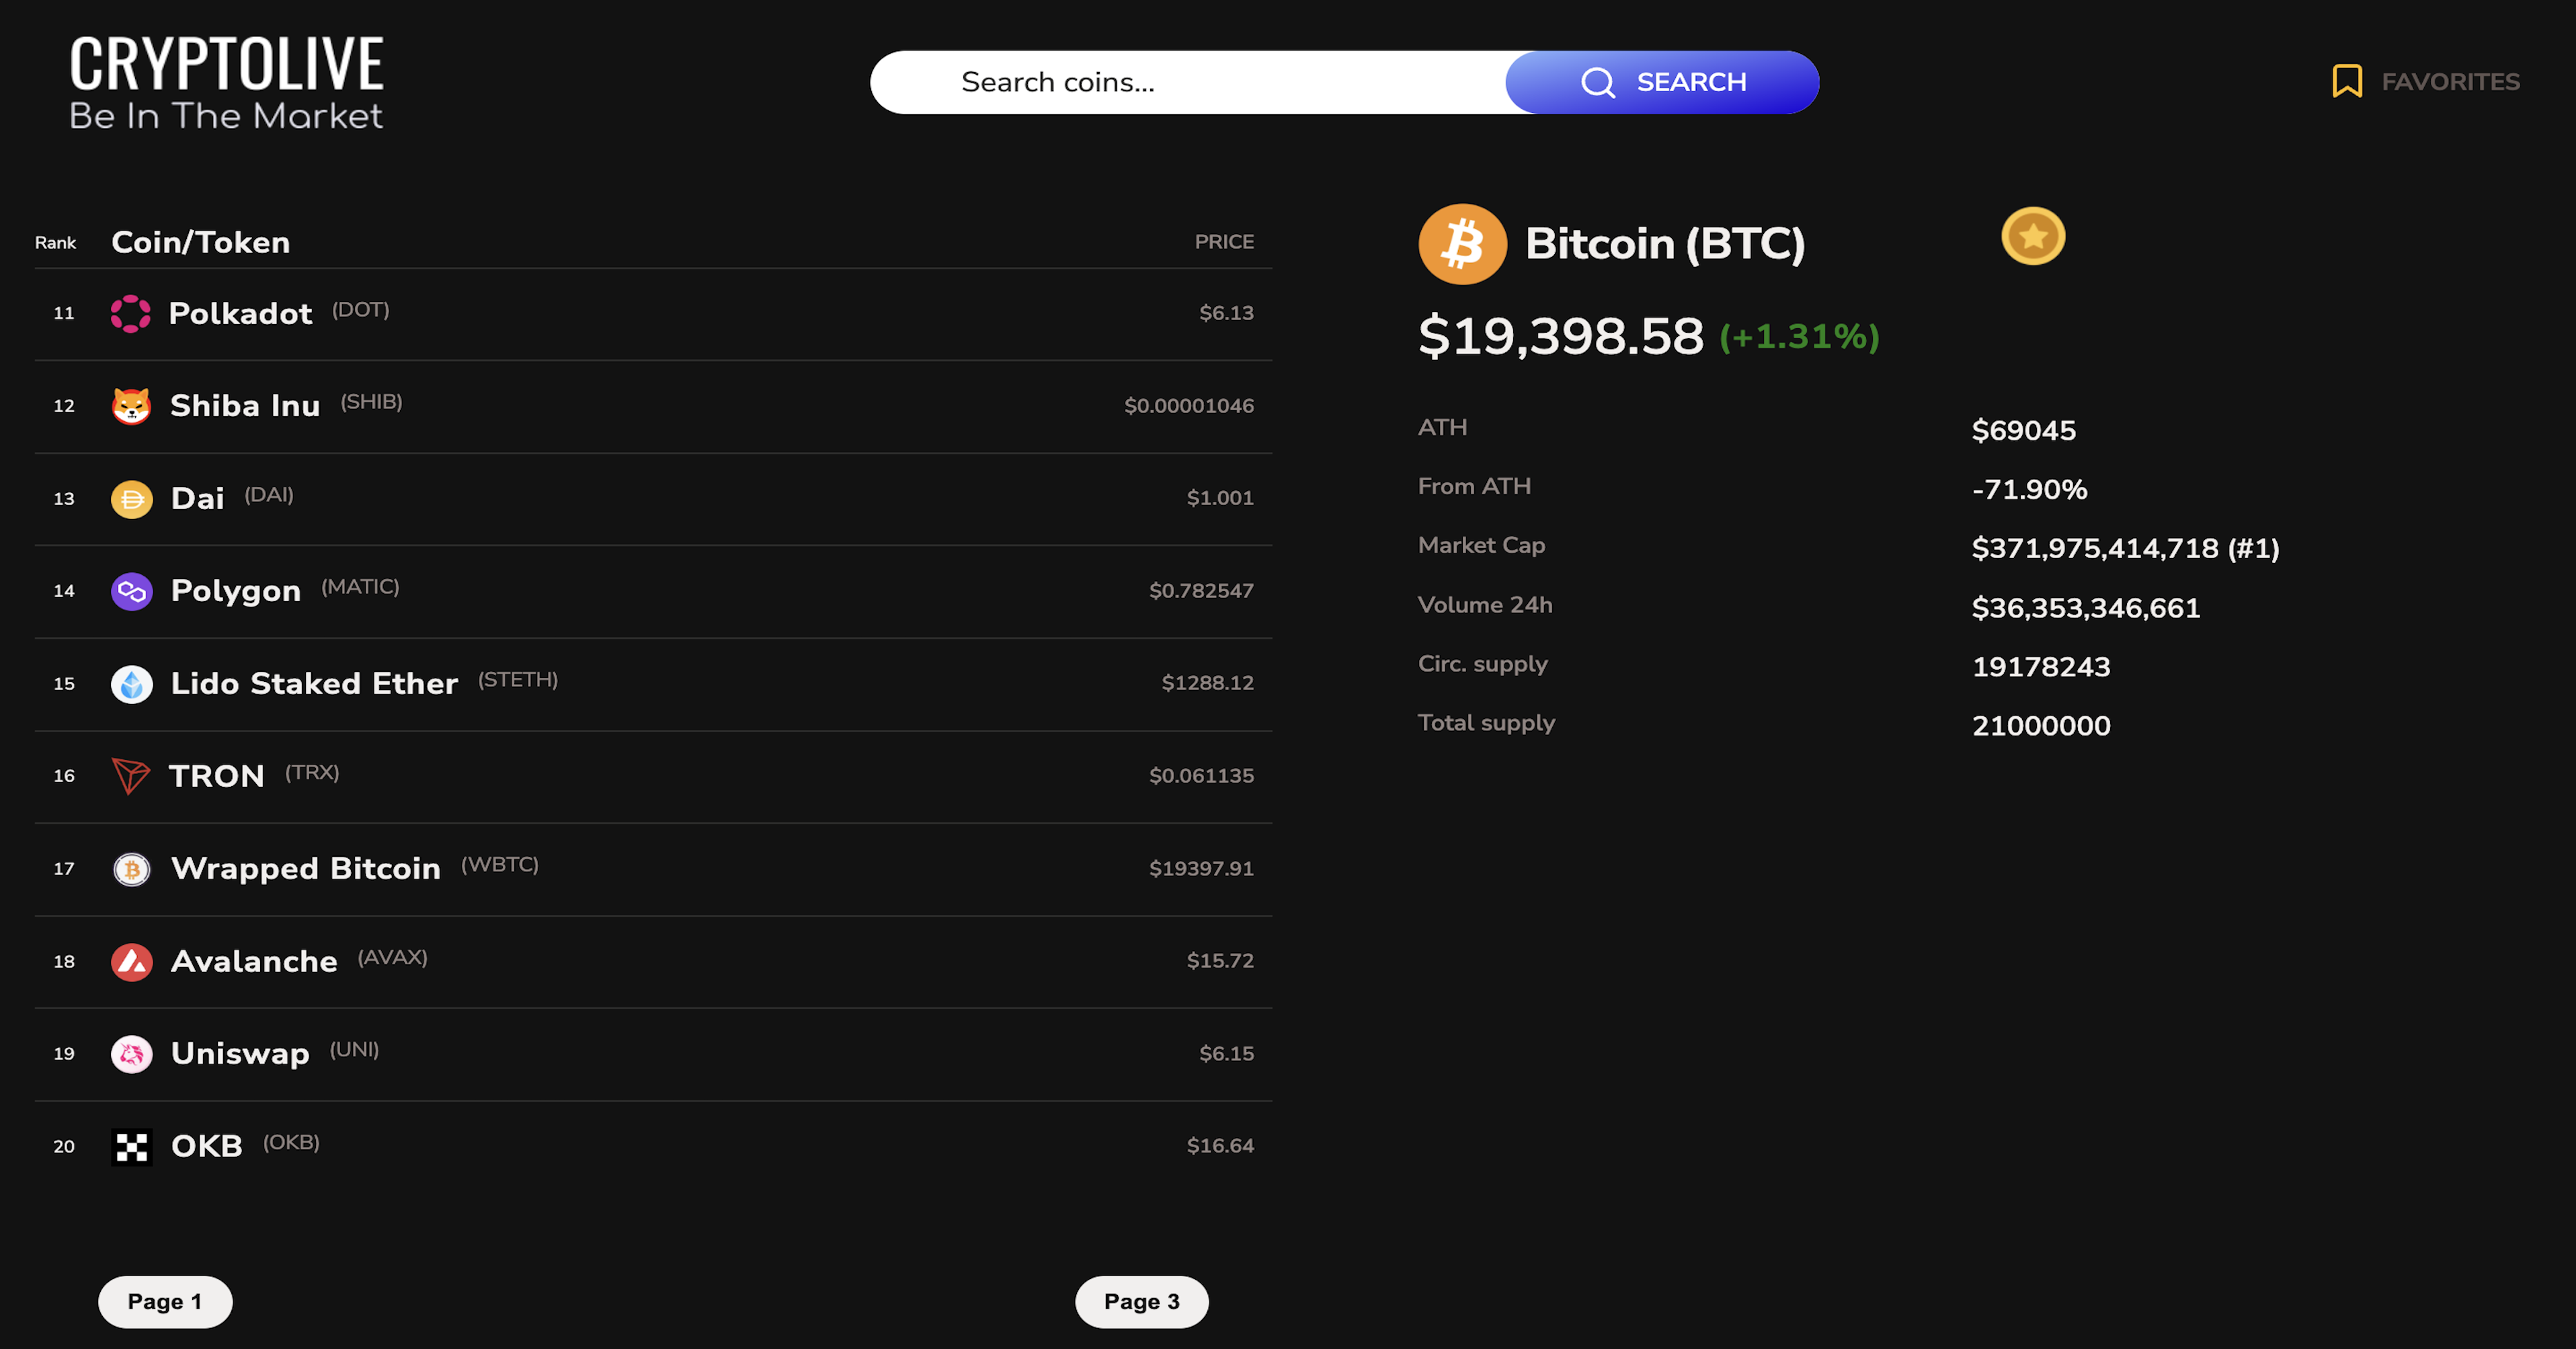 CRYPTOLIVE
Be In The Market
Search coins...
SEARCH
FAVORITES
Rank Coin/Token PRICE
11 Polkadot (DOT) $6.13
12 Shiba Inu (SHIB) $0.00001046
13 Dai (DAI) $1.001
14 Polygon (MATIC) $0.782547
15 Lido Staked Ether (STETH) $1288.12
16 TRON (TRX) $0.061135
17 Wrapped Bitcoin (WBTC) $19397.91
18 Avalanche (AVAX) $15.72
19 Uniswap (UNI) $6.15
20 OKB (OKB) $16.64
Page 1
Page 3
Bitcoin (BTC)
$19,398.58 (+1.31%)
ATH $69045
From ATH -71.90%
Market Cap $371,975,414,718 (#1)
Volume 24h $36,353,346,661
Circ. supply 19178243
Total supply 21000000